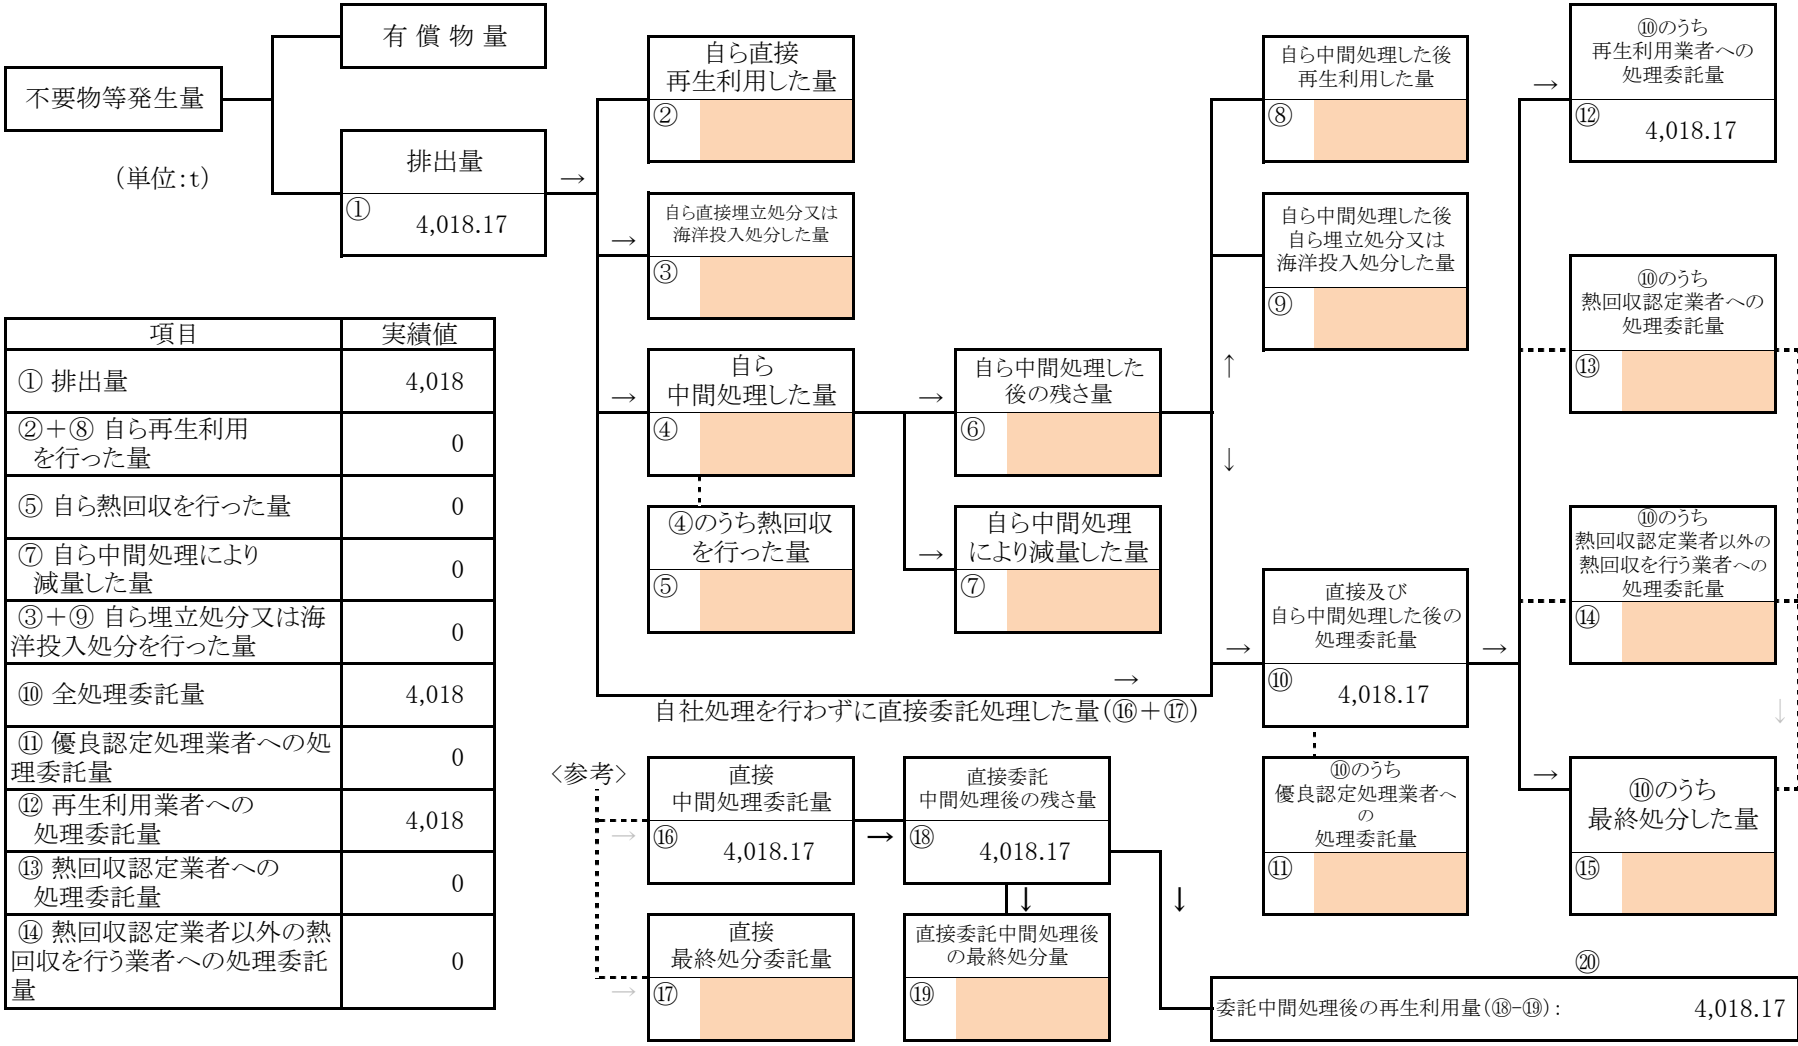 有 償 物 量
不要物等発生量
(単位:t)
排出量
①
4,018.17
→
自ら直接
再生利用した量
②
→
自ら直接埋立処分又は
海洋投入処分した量
③
→
自ら
中間処理した量
④
④のうち熱回収
を行った量
⑤
→
自ら中間処理した
後の残さ量
⑥
→
自ら中間処理
により減量した量
⑦
自ら中間処理した後
再生利用した量
⑧
自ら中間処理した後
自ら埋立処分又は
海洋投入処分した量
⑨
↑
↓
→
直接及び
自ら中間処理した後の
処理委託量
⑩
4,018.17
→
→
自社処理を行わずに直接委託処理した量(⑯+⑰)
⑩のうち
優良認定処理業者へ
の
処理委託量
⑪
→
⑩のうち
再生利用業者への
処理委託量
⑫
4,018.17
⑩のうち
熱回収認定業者への
処理委託量
⑬
⑩のうち
熱回収認定業者以外の
熱回収を行う業者への
処理委託量
⑭
↓
→
⑩のうち
最終処分した量
⑮
項目 実績値
① 排出量 4,018
②+⑧ 自ら再生利用
を行った量 0
⑤ 自ら熱回収を行った量 0
⑦ 自ら中間処理により
減量した量 0
③+⑨ 自ら埋立処分又は海
洋投入処分を行った量 0
⑩ 全処理委託量 4,018
⑪ 優良認定処理業者への処
理委託量 0
⑫ 再生利用業者への
処理委託量 4,018
⑬ 熱回収認定業者への
処理委託量 0
⑭ 熱回収認定業者以外の熱
回収を行う業者への処理委託
量 0
<参考>
→
直接
中間処理委託量
⑯
4,018.17
→
直接委託
中間処理後の残さ量
⑱
4,018.17
↓
↓
→
直接
最終処分委託量
⑰
直接委託中間処理後
の最終処分量
⑲
⑳
委託中間処理後の再生利用量(⑱-⑲): 4,018.17